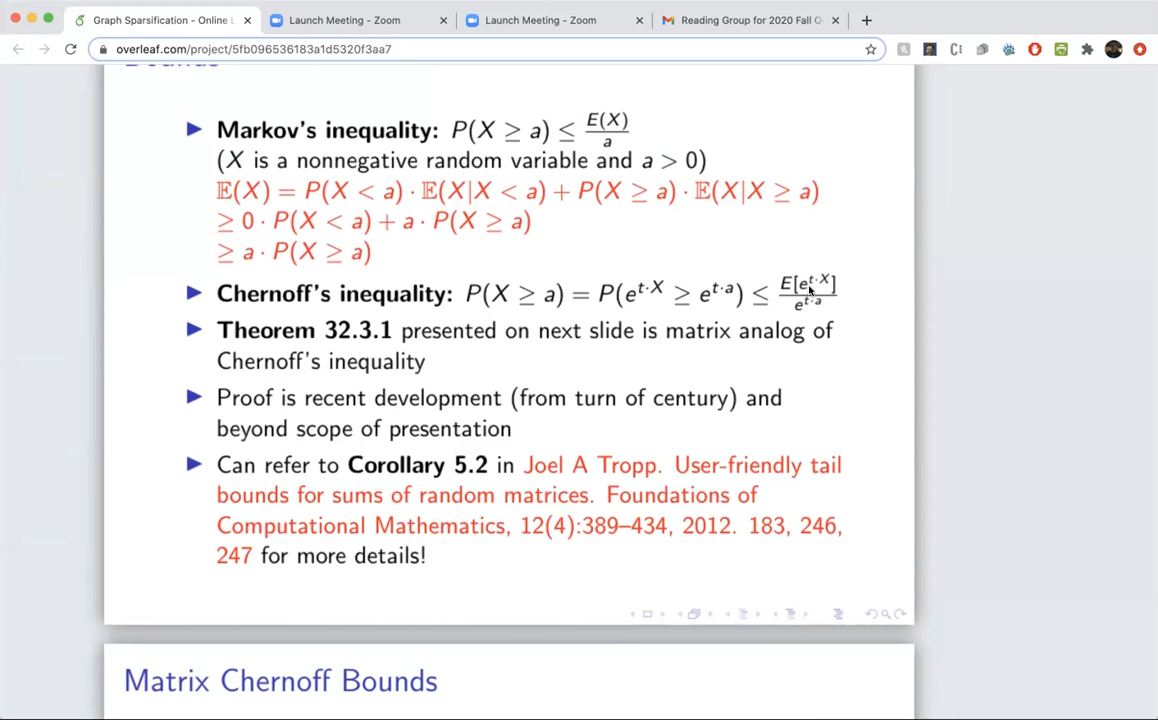 Graph Sparsification - Online L
Launch Meeting - Zoom
Launch Meeting - Zoom
Reading Group for 2020 Fall Q
overleaf.com/project/5fb096536183a1d5320f3aa7
Bounds
Markov's inequality: P(X ≥ a) ≤ E(X)/a
(X is a nonnegative random variable and a > 0)
𝔼(X) = P(X < a) · 𝔼(X|X < a) + P(X ≥ a) · 𝔼(X|X ≥ a)
≥ 0 · P(X < a) + a · P(X ≥ a)
≥ a · P(X ≥ a)
Chernoff's inequality: P(X ≥ a) = P(e^{t·X} ≥ e^{t·a}) ≤ E[e^{t·X}]/e^{t·a}
Theorem 32.3.1 presented on next slide is matrix analog of
Chernoff's inequality
Proof is recent development (from turn of century) and
beyond scope of presentation
Can refer to Corollary 5.2 in Joel A Tropp. User-friendly tail
bounds for sums of random matrices. Foundations of
Computational Mathematics, 12(4):389–434, 2012. 183, 246,
247 for more details!
Matrix Chernoff Bounds